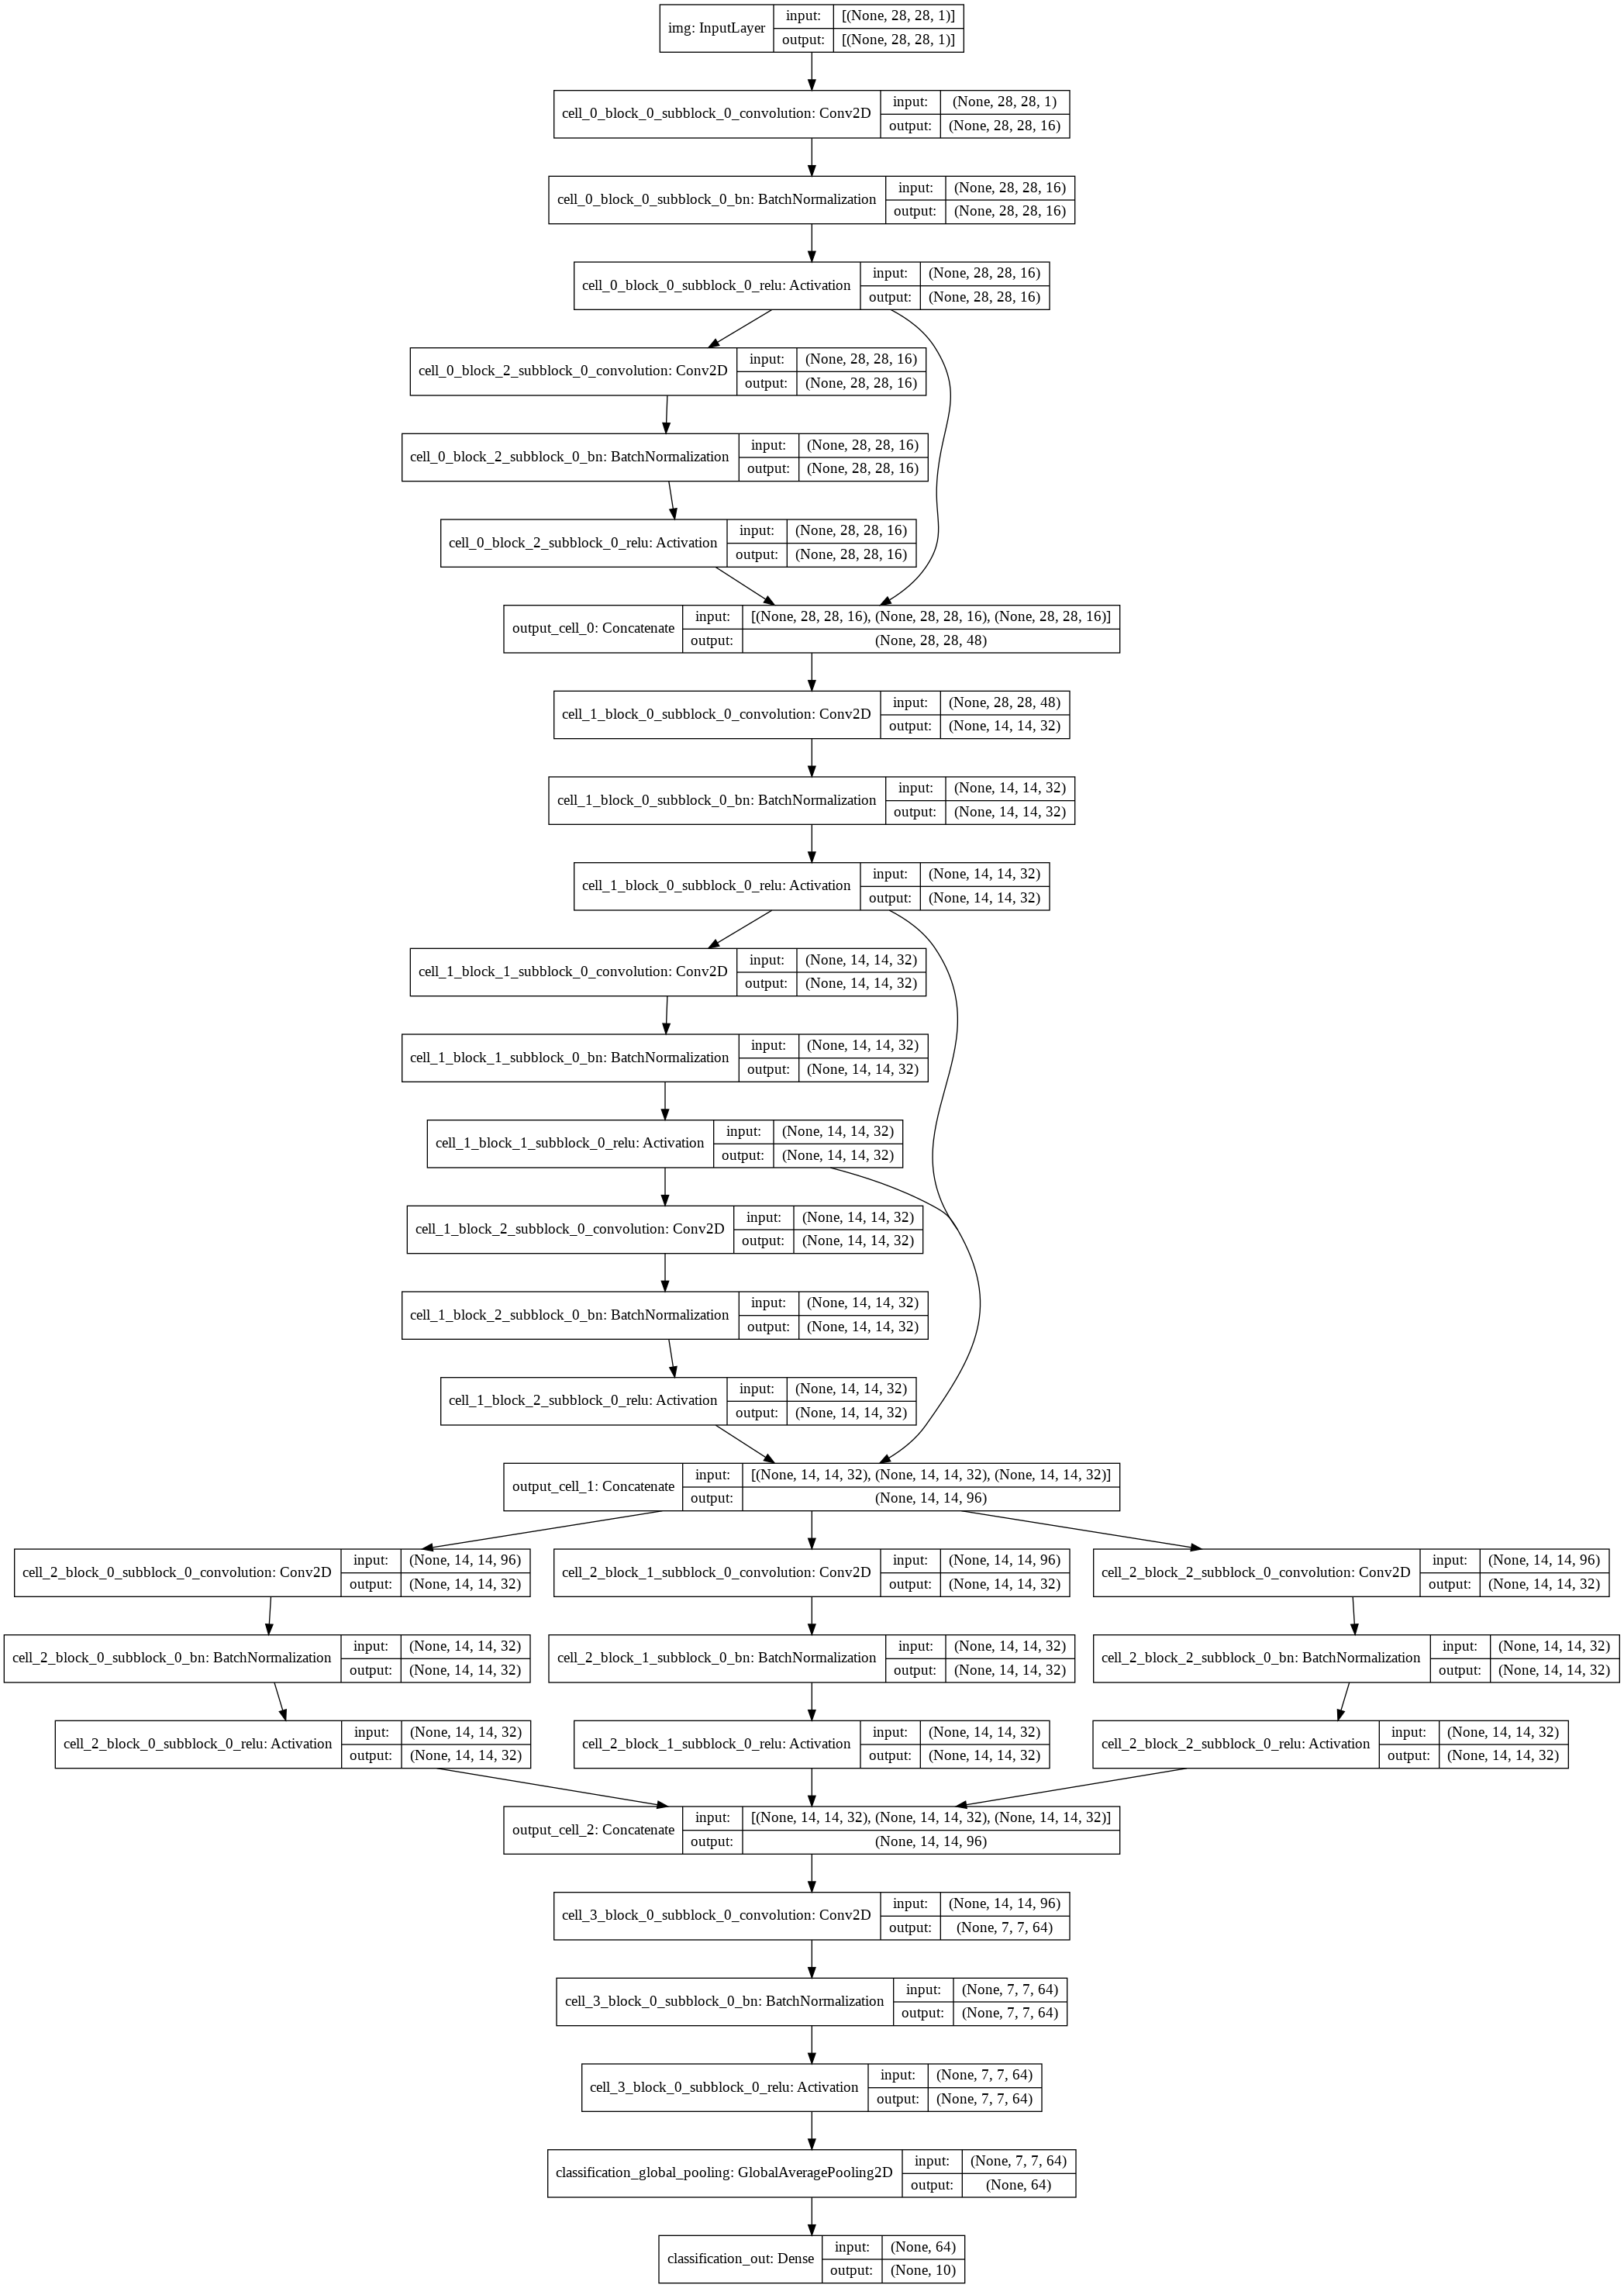 img: InputLayer
input:
[(None, 28, 28, 1)]
output:
[(None, 28, 28, 1)]
cell_0_block_0_subblock_0_convolution: Conv2D
input:
(None, 28, 28, 1)
output:
(None, 28, 28, 16)
cell_0_block_0_subblock_0_bn: BatchNormalization
input:
(None, 28, 28, 16)
output:
(None, 28, 28, 16)
cell_0_block_0_subblock_0_relu: Activation
input:
(None, 28, 28, 16)
output:
(None, 28, 28, 16)
cell_0_block_2_subblock_0_convolution: Conv2D
input:
(None, 28, 28, 16)
output:
(None, 28, 28, 16)
cell_0_block_2_subblock_0_bn: BatchNormalization
input:
(None, 28, 28, 16)
output:
(None, 28, 28, 16)
cell_0_block_2_subblock_0_relu: Activation
input:
(None, 28, 28, 16)
output:
(None, 28, 28, 16)
output_cell_0: Concatenate
input:
[(None, 28, 28, 16), (None, 28, 28, 16), (None, 28, 28, 16)]
output:
(None, 28, 28, 48)
cell_1_block_0_subblock_0_convolution: Conv2D
input:
(None, 28, 28, 48)
output:
(None, 14, 14, 32)
cell_1_block_0_subblock_0_bn: BatchNormalization
input:
(None, 14, 14, 32)
output:
(None, 14, 14, 32)
cell_1_block_0_subblock_0_relu: Activation
input:
(None, 14, 14, 32)
output:
(None, 14, 14, 32)
cell_1_block_1_subblock_0_convolution: Conv2D
input:
(None, 14, 14, 32)
output:
(None, 14, 14, 32)
cell_1_block_1_subblock_0_bn: BatchNormalization
input:
(None, 14, 14, 32)
output:
(None, 14, 14, 32)
cell_1_block_1_subblock_0_relu: Activation
input:
(None, 14, 14, 32)
output:
(None, 14, 14, 32)
cell_1_block_2_subblock_0_convolution: Conv2D
input:
(None, 14, 14, 32)
output:
(None, 14, 14, 32)
cell_1_block_2_subblock_0_bn: BatchNormalization
input:
(None, 14, 14, 32)
output:
(None, 14, 14, 32)
cell_1_block_2_subblock_0_relu: Activation
input:
(None, 14, 14, 32)
output:
(None, 14, 14, 32)
output_cell_1: Concatenate
input:
[(None, 14, 14, 32), (None, 14, 14, 32), (None, 14, 14, 32)]
output:
(None, 14, 14, 96)
cell_2_block_0_subblock_0_convolution: Conv2D
input:
(None, 14, 14, 96)
output:
(None, 14, 14, 32)
cell_2_block_1_subblock_0_convolution: Conv2D
input:
(None, 14, 14, 96)
output:
(None, 14, 14, 32)
cell_2_block_2_subblock_0_convolution: Conv2D
input:
(None, 14, 14, 96)
output:
(None, 14, 14, 32)
cell_2_block_0_subblock_0_bn: BatchNormalization
input:
(None, 14, 14, 32)
output:
(None, 14, 14, 32)
cell_2_block_1_subblock_0_bn: BatchNormalization
input:
(None, 14, 14, 32)
output:
(None, 14, 14, 32)
cell_2_block_2_subblock_0_bn: BatchNormalization
input:
(None, 14, 14, 32)
output:
(None, 14, 14, 32)
cell_2_block_0_subblock_0_relu: Activation
input:
(None, 14, 14, 32)
output:
(None, 14, 14, 32)
cell_2_block_1_subblock_0_relu: Activation
input:
(None, 14, 14, 32)
output:
(None, 14, 14, 32)
cell_2_block_2_subblock_0_relu: Activation
input:
(None, 14, 14, 32)
output:
(None, 14, 14, 32)
output_cell_2: Concatenate
input:
[(None, 14, 14, 32), (None, 14, 14, 32), (None, 14, 14, 32)]
output:
(None, 14, 14, 96)
cell_3_block_0_subblock_0_convolution: Conv2D
input:
(None, 14, 14, 96)
output:
(None, 7, 7, 64)
cell_3_block_0_subblock_0_bn: BatchNormalization
input:
(None, 7, 7, 64)
output:
(None, 7, 7, 64)
cell_3_block_0_subblock_0_relu: Activation
input:
(None, 7, 7, 64)
output:
(None, 7, 7, 64)
classification_global_pooling: GlobalAveragePooling2D
input:
(None, 7, 7, 64)
output:
(None, 64)
classification_out: Dense
input:
(None, 64)
output:
(None, 10)